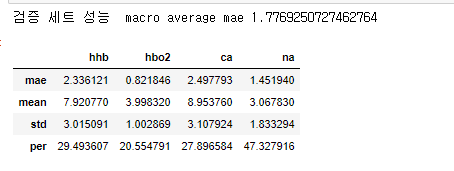 검증 세트 성능 macro average mae 1.7769250727462764
hhb hbo2 ca na
mae 2.336121 0.821846 2.497793 1.451940
mean 7.920770 3.998320 8.953760 3.067830
std 3.015091 1.002869 3.107924 1.833294
per 29.493607 20.554791 27.896584 47.327916